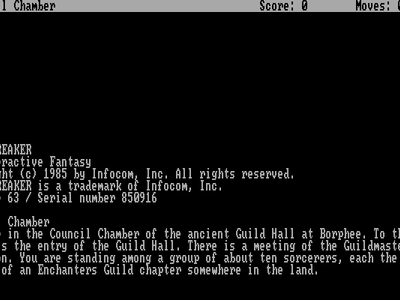 l Chamber Score: 0 Moves:
REAKER
ractive Fantasy
ght (c) 1985 by Infocom, Inc. All rights reserved.
REAKER is a trademark of Infocom, Inc.
63 / Serial number 850916
Chamber
in the Council Chamber of the ancient Guild Hall at Borphee. To th
s the entry of the Guild Hall. There is a meeting of the Guildmaste
on. You are standing among a group of about ten sorcerers, each the
of an Enchanters Guild chapter somewhere in the land.